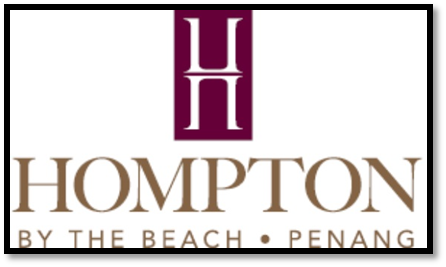 H
HOMPTON
BY THE BEACH • PENANG